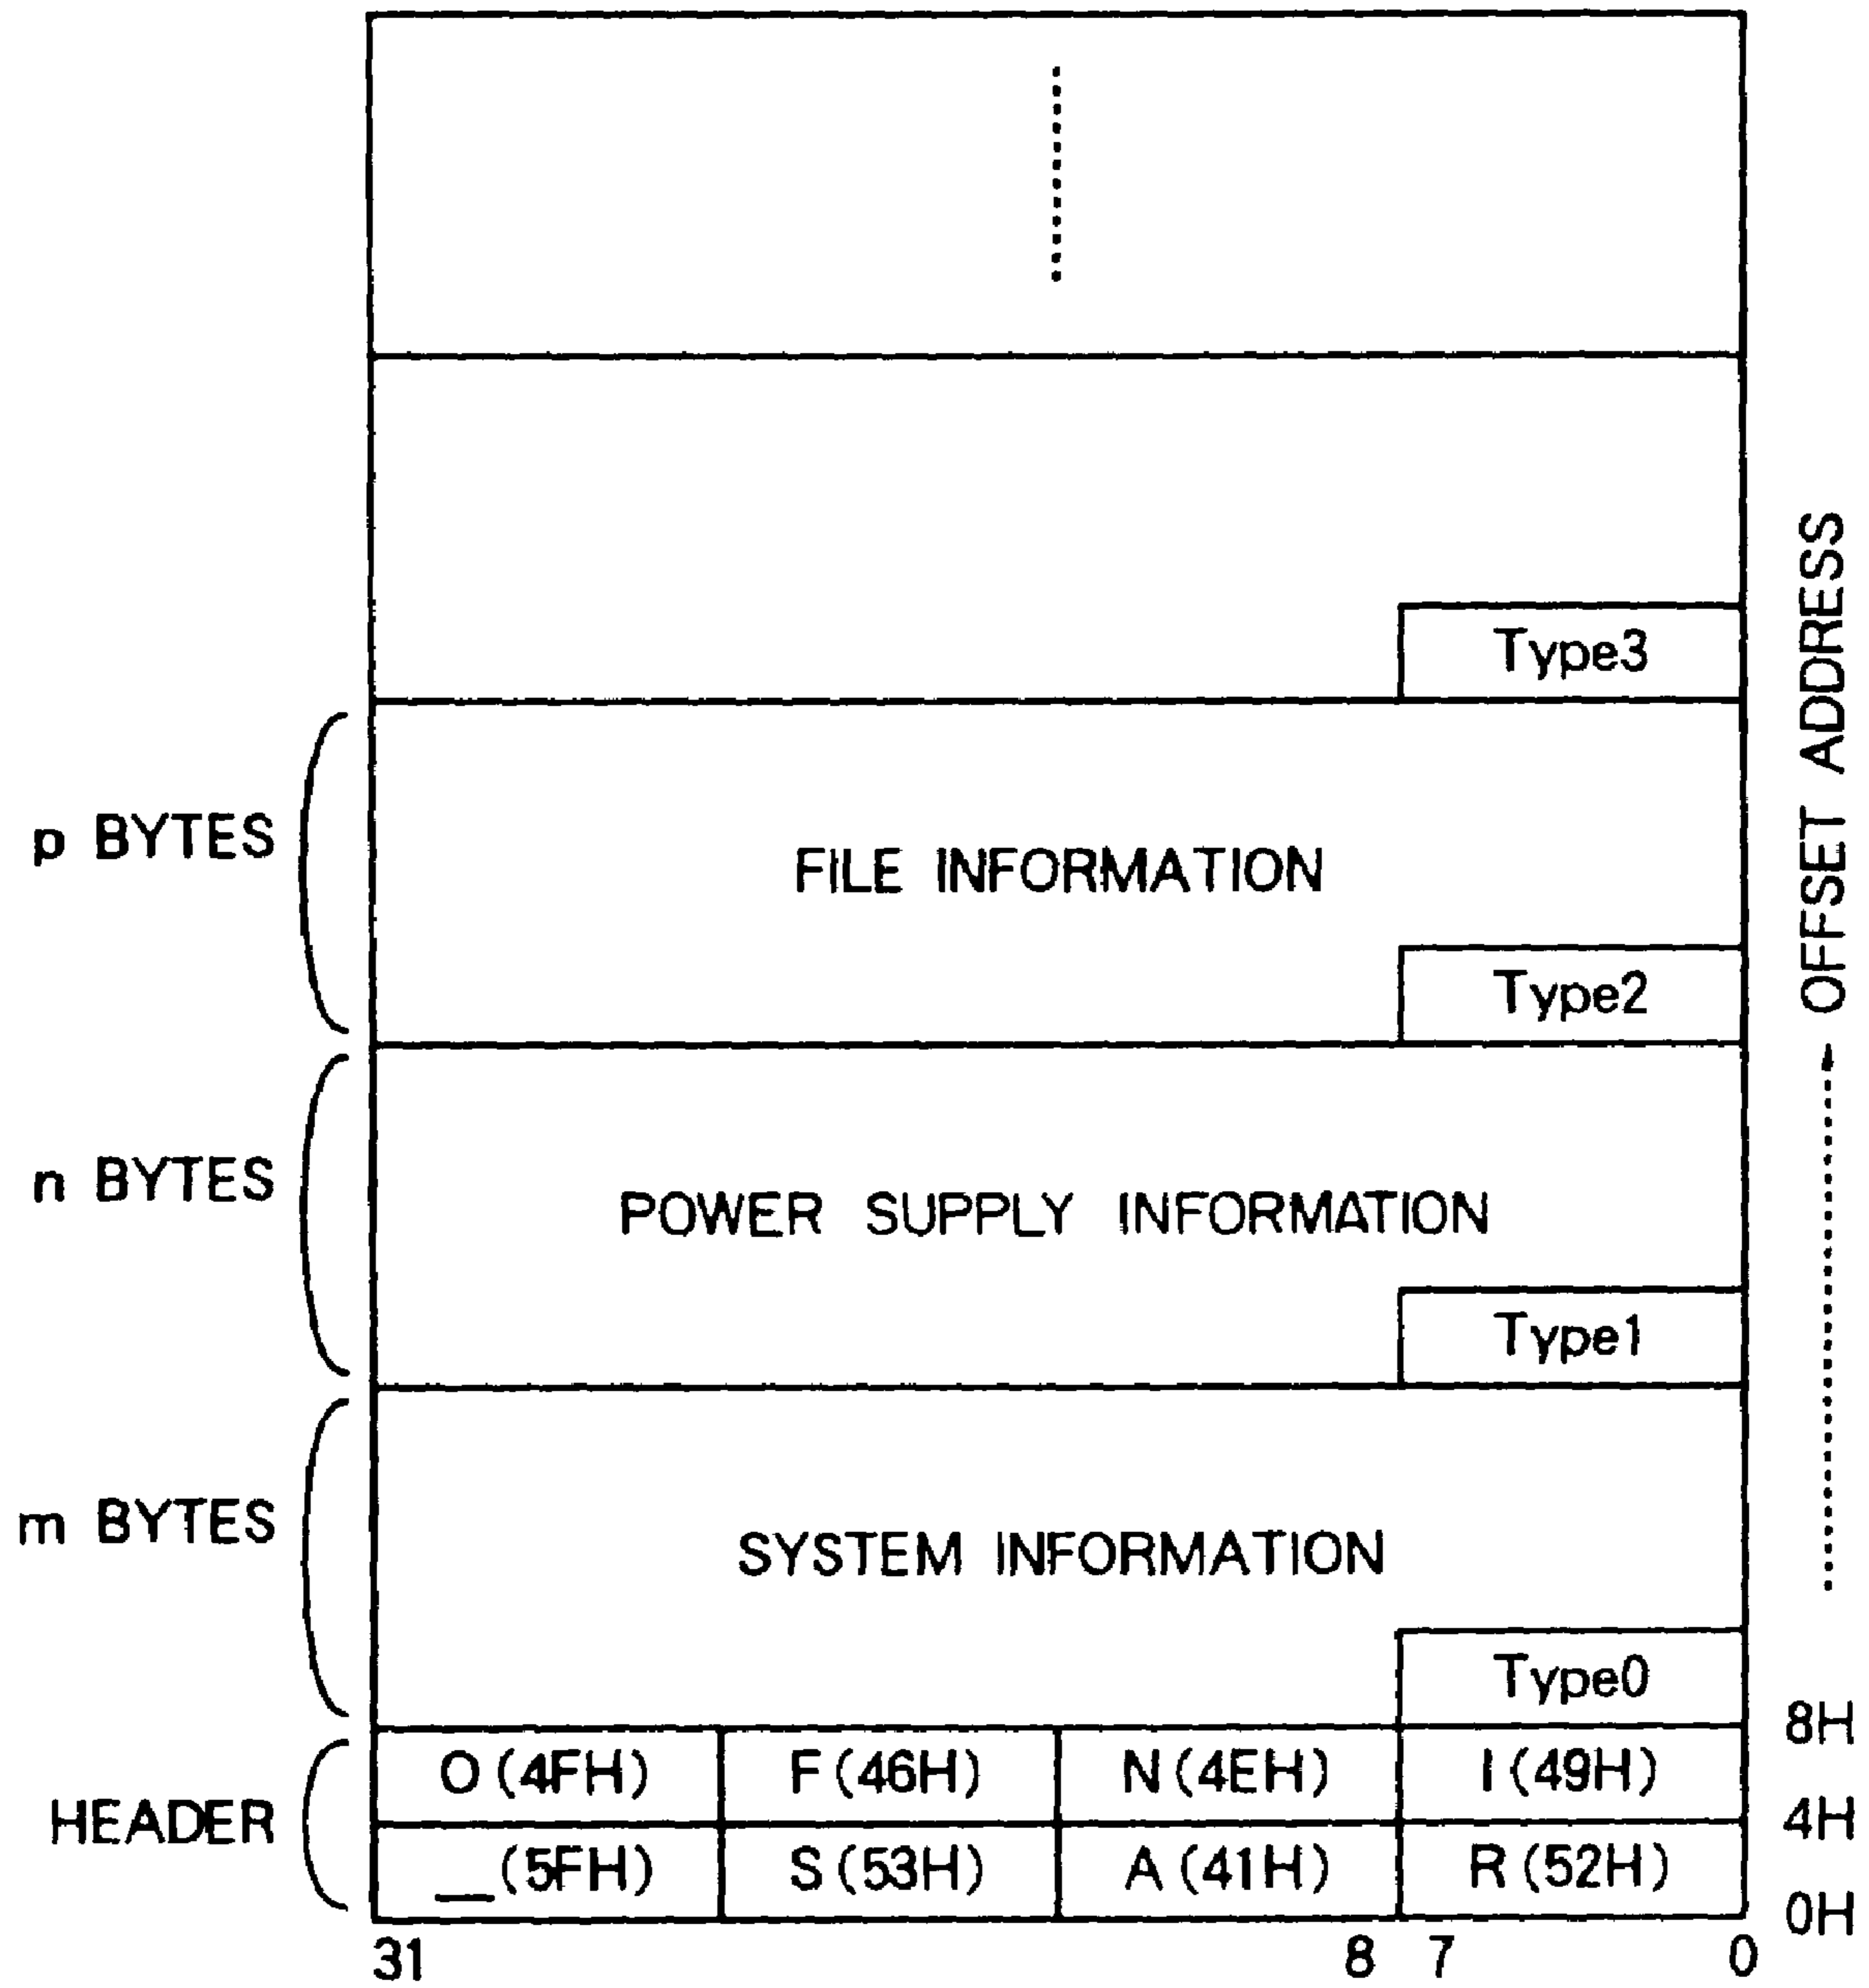 Type3
p BYTES
FILE INFORMATION
Type2
OFFSET ADDRESS
n BYTES
POWER SUPPLY INFORMATION
Type1
m BYTES
SYSTEM INFORMATION
Type0
8H
O(4FH) F(46H) N(4EH) I(49H)
HEADER
4H
_(5FH) S(53H) A(41H) R(52H)
0H
31 8 7 0